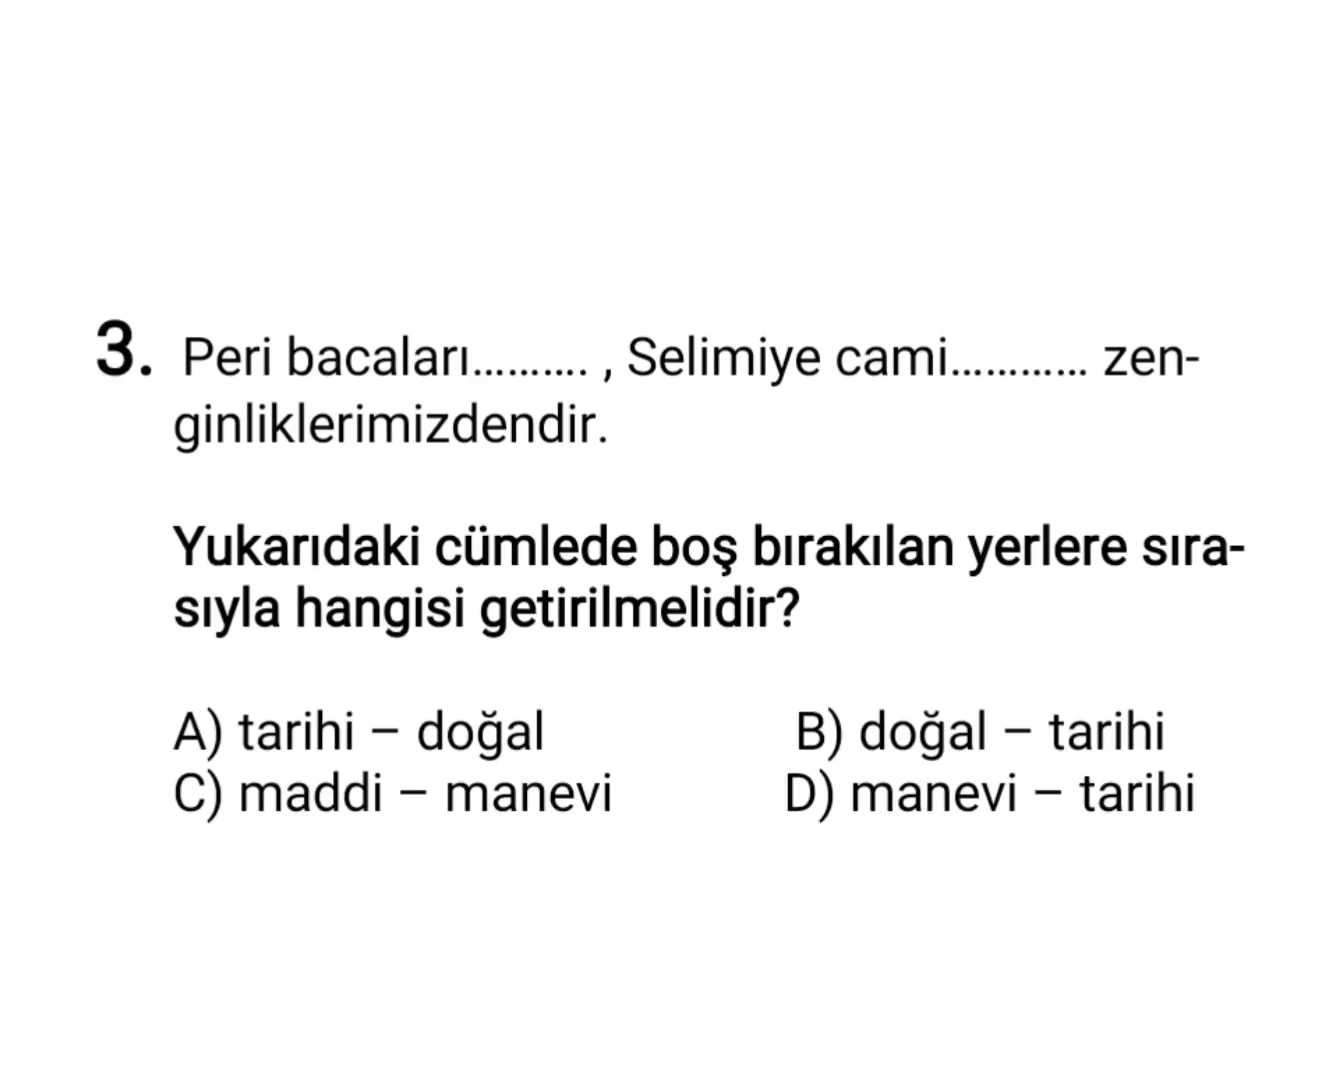 3. Peri bacaları.......... , Selimiye cami............ zen-
ginliklerimizdendir.
Yukarıdaki cümlede boş bırakılan yerlere sıra-
sıyla hangisi getirilmelidir?
A) tarihi – doğal B) doğal – tarihi
C) maddi – manevi D) manevi – tarihi